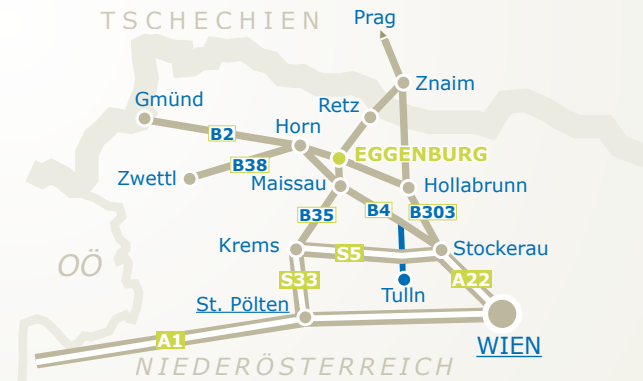 TSCHECHIEN
Prag
Znaim
Gmünd
Retz
B2
Horn
EGGENBURG
B38
Zwettl
Maissau
Hollabrunn
B35
B4
B303
Krems
S5
Stockerau
OÖ
S33
A22
Tulln
St. Pölten
A1
WIEN
NIEDERÖSTERREICH